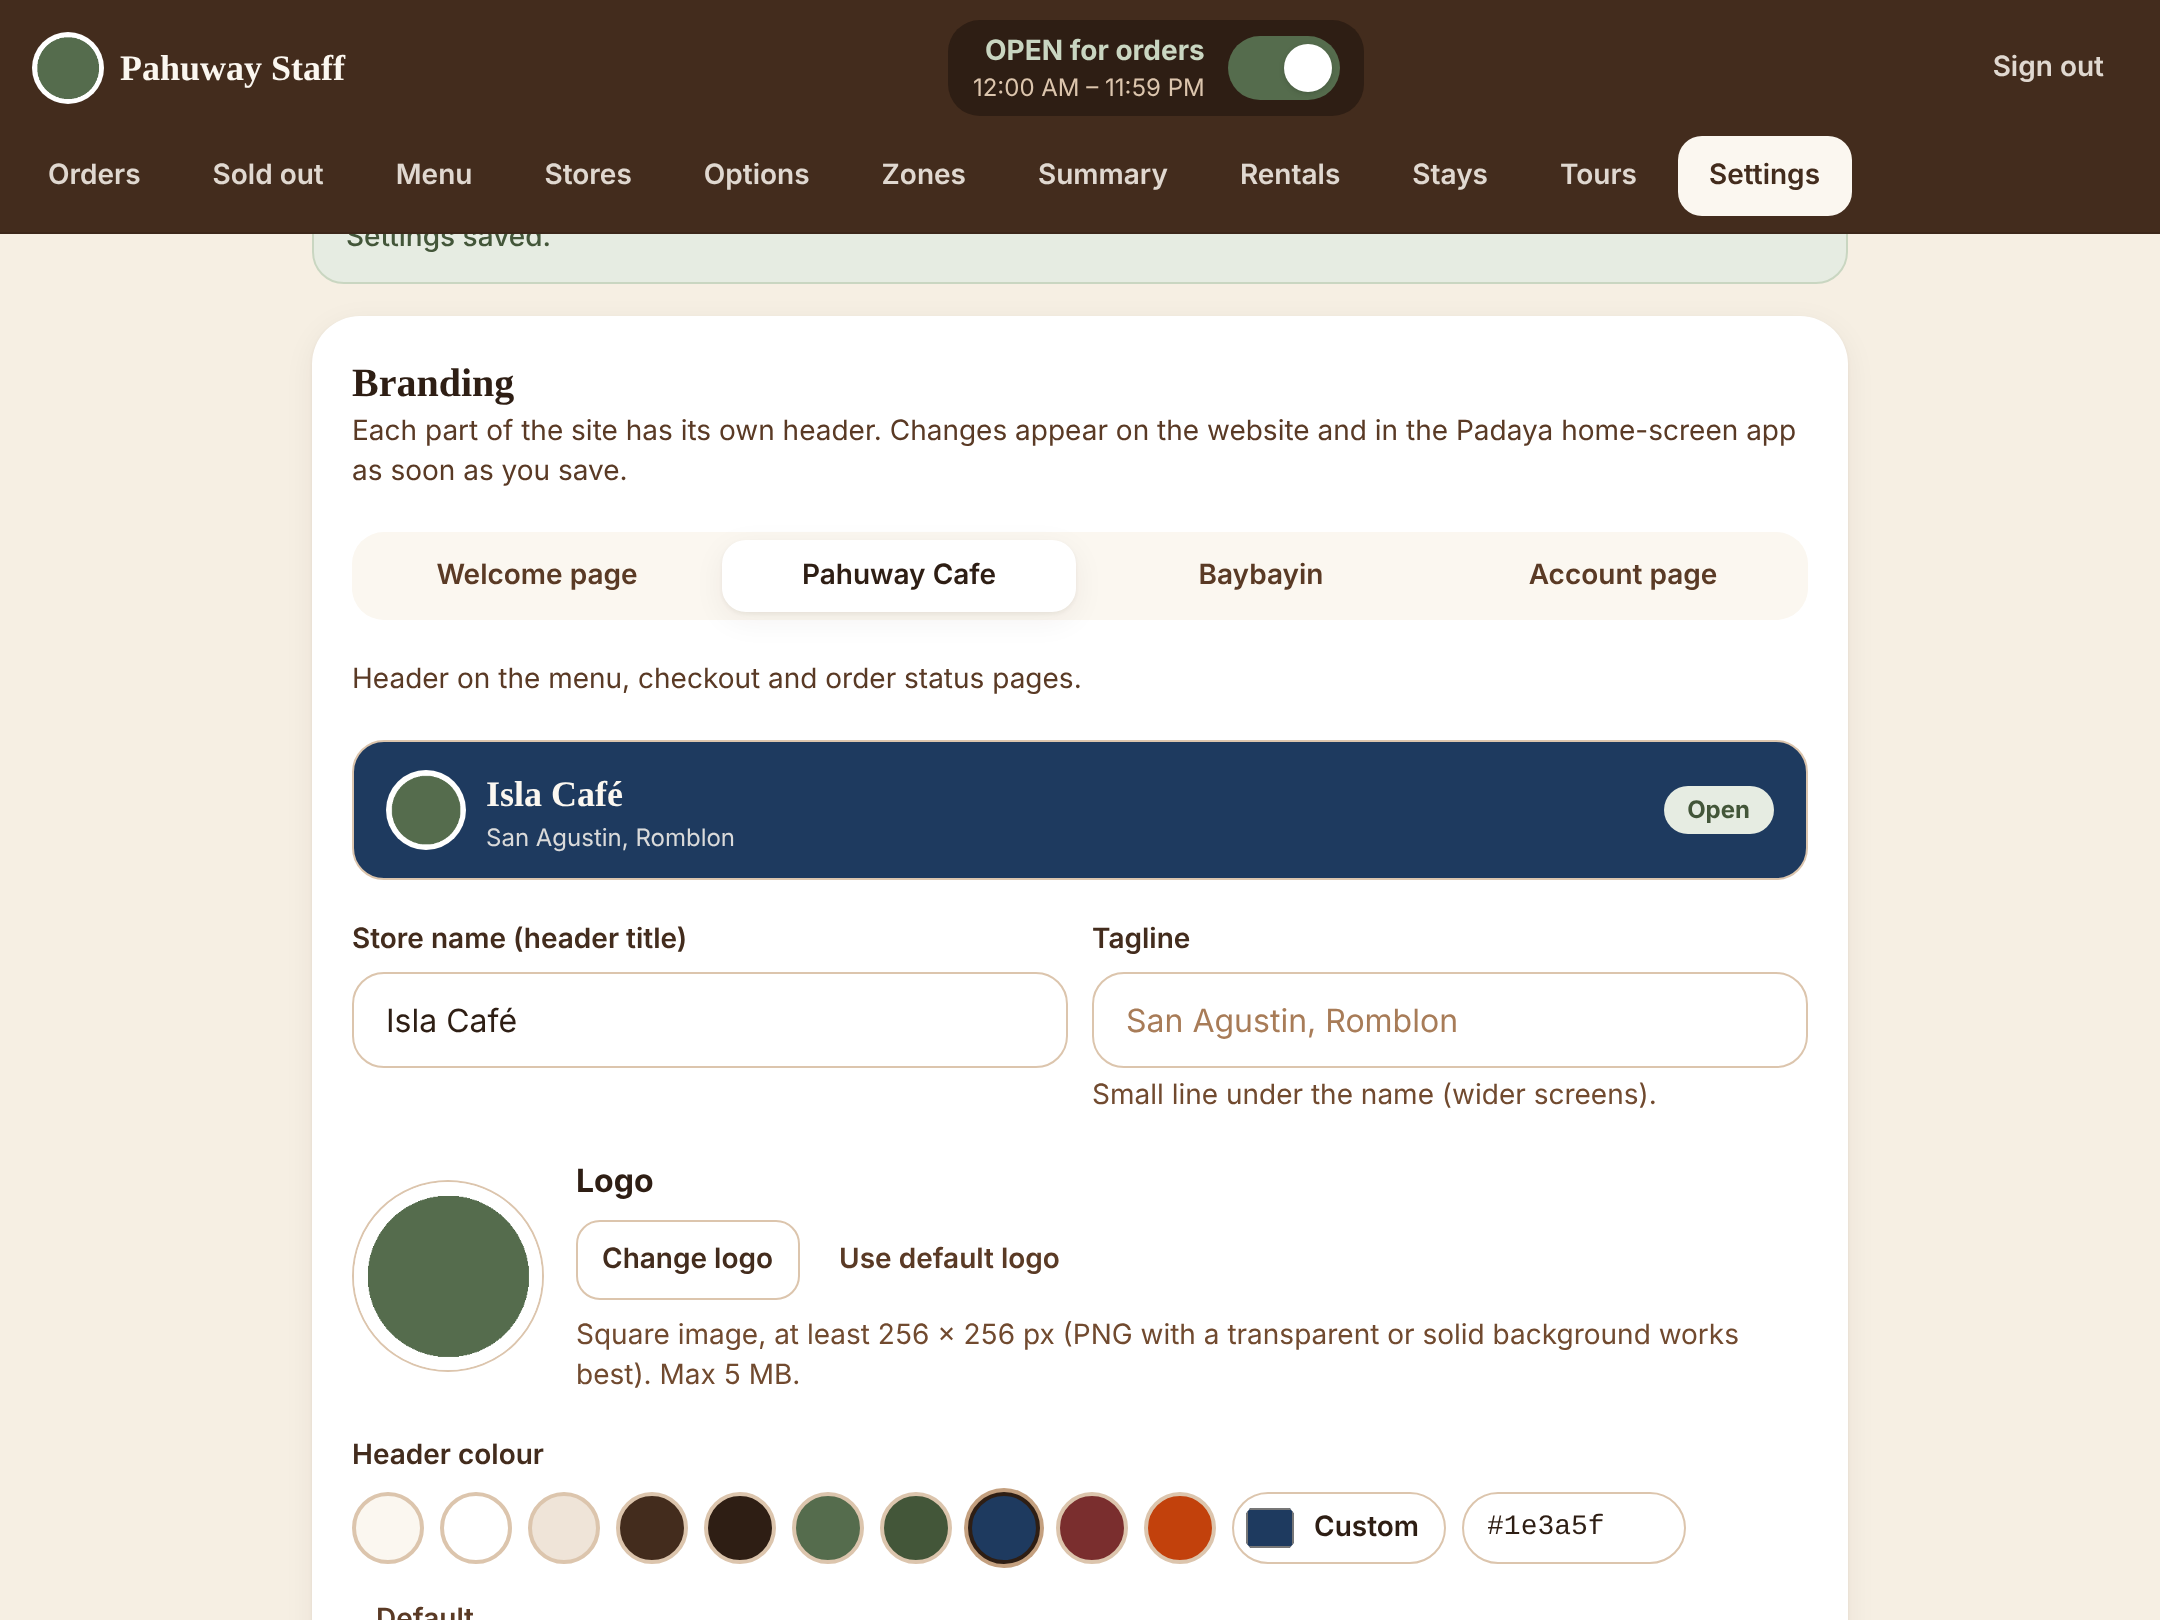 Pahuway Staff
OPEN for orders
12:00 AM – 11:59 PM
Sign out
Orders
Sold out
Menu
Stores
Options
Zones
Summary
Rentals
Stays
Tours
Settings
Settings saved.
Branding
Each part of the site has its own header. Changes appear on the website and in the Padaya home-screen app
as soon as you save.
Welcome page
Pahuway Cafe
Baybayin
Account page
Header on the menu, checkout and order status pages.
Isla Café
San Agustin, Romblon
Open
Store name (header title)
Tagline
Isla Café
San Agustin, Romblon
Small line under the name (wider screens).
Logo
Change logo
Use default logo
Square image, at least 256 × 256 px (PNG with a transparent or solid background works
best). Max 5 MB.
Header colour
Custom
#1e3a5f
Default